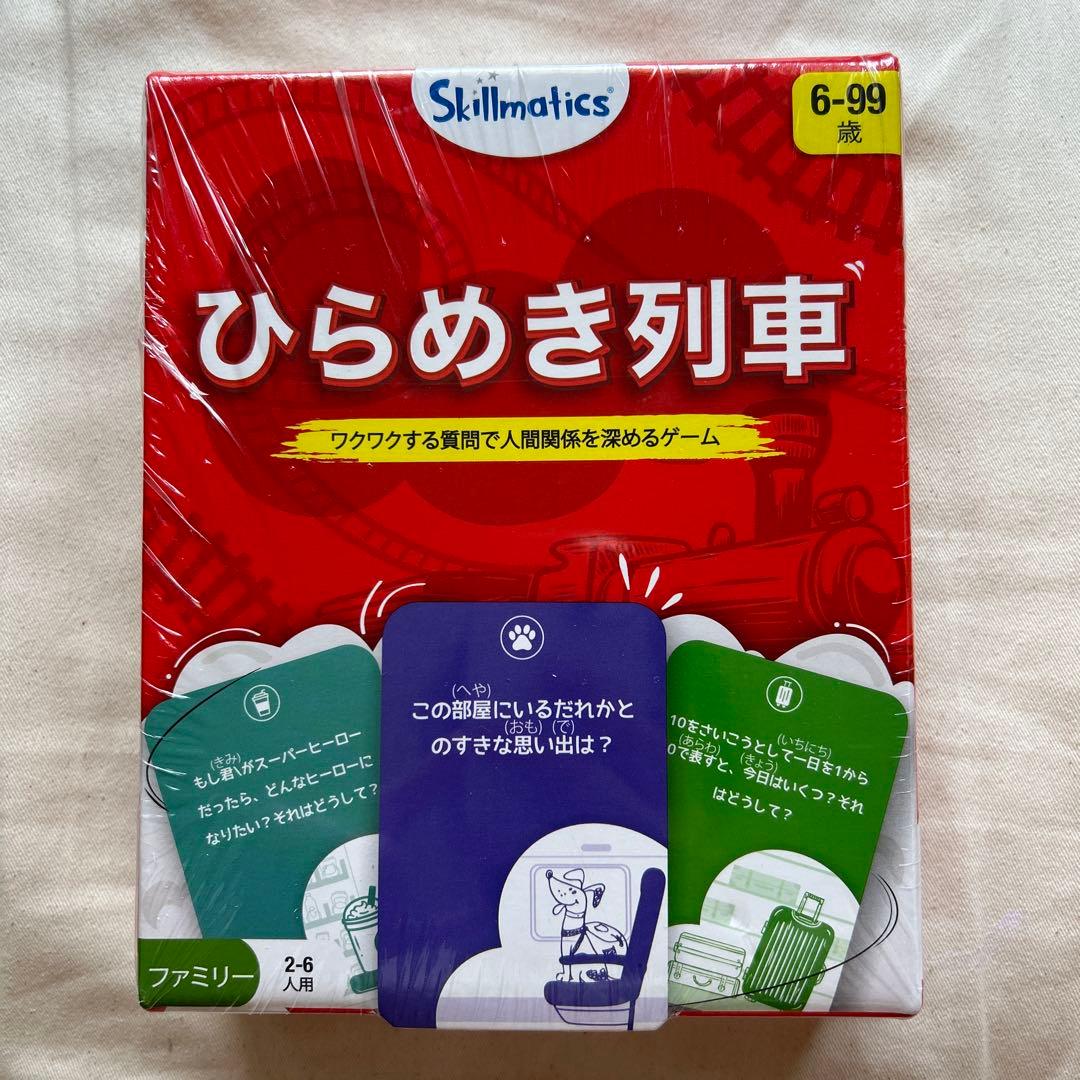 Skillmatics®
6-99
歳
ひらめき列車
ワクワクする質問で人間関係を深めるゲーム
(へや)
この部屋にいるだれかと
(おも) (で)
のすきな思い出は?
(きみ)
もし君\がスーパーヒーロー
だったら、どんなヒーローに
なりたい?それはどうして?
(いちにち)
10をさいこうとして一日を1から
(あらわ) (きょう)
0で表すと、今日はいくつ?それ
はどうして?
ファミリー
2-6
人用